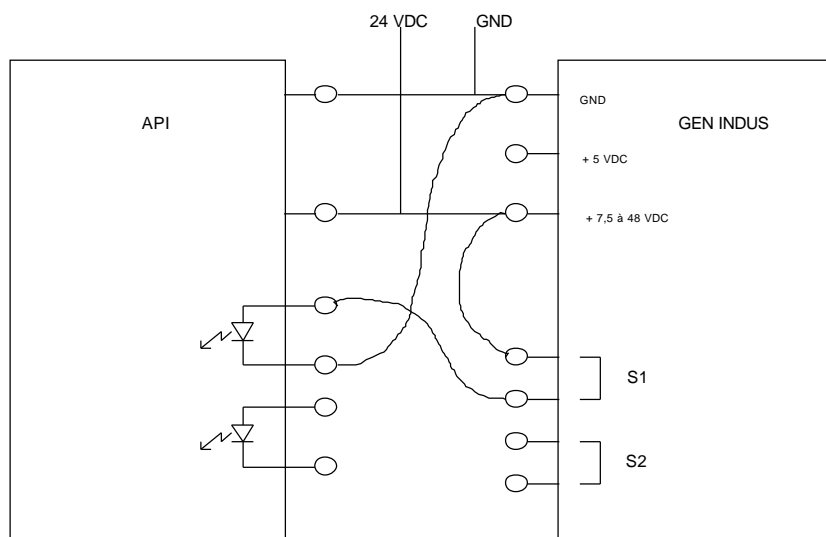 24 VDC GND
API
GND
GEN INDUS
+ 5 VDC
+ 7,5 à 48 VDC
S1
S2